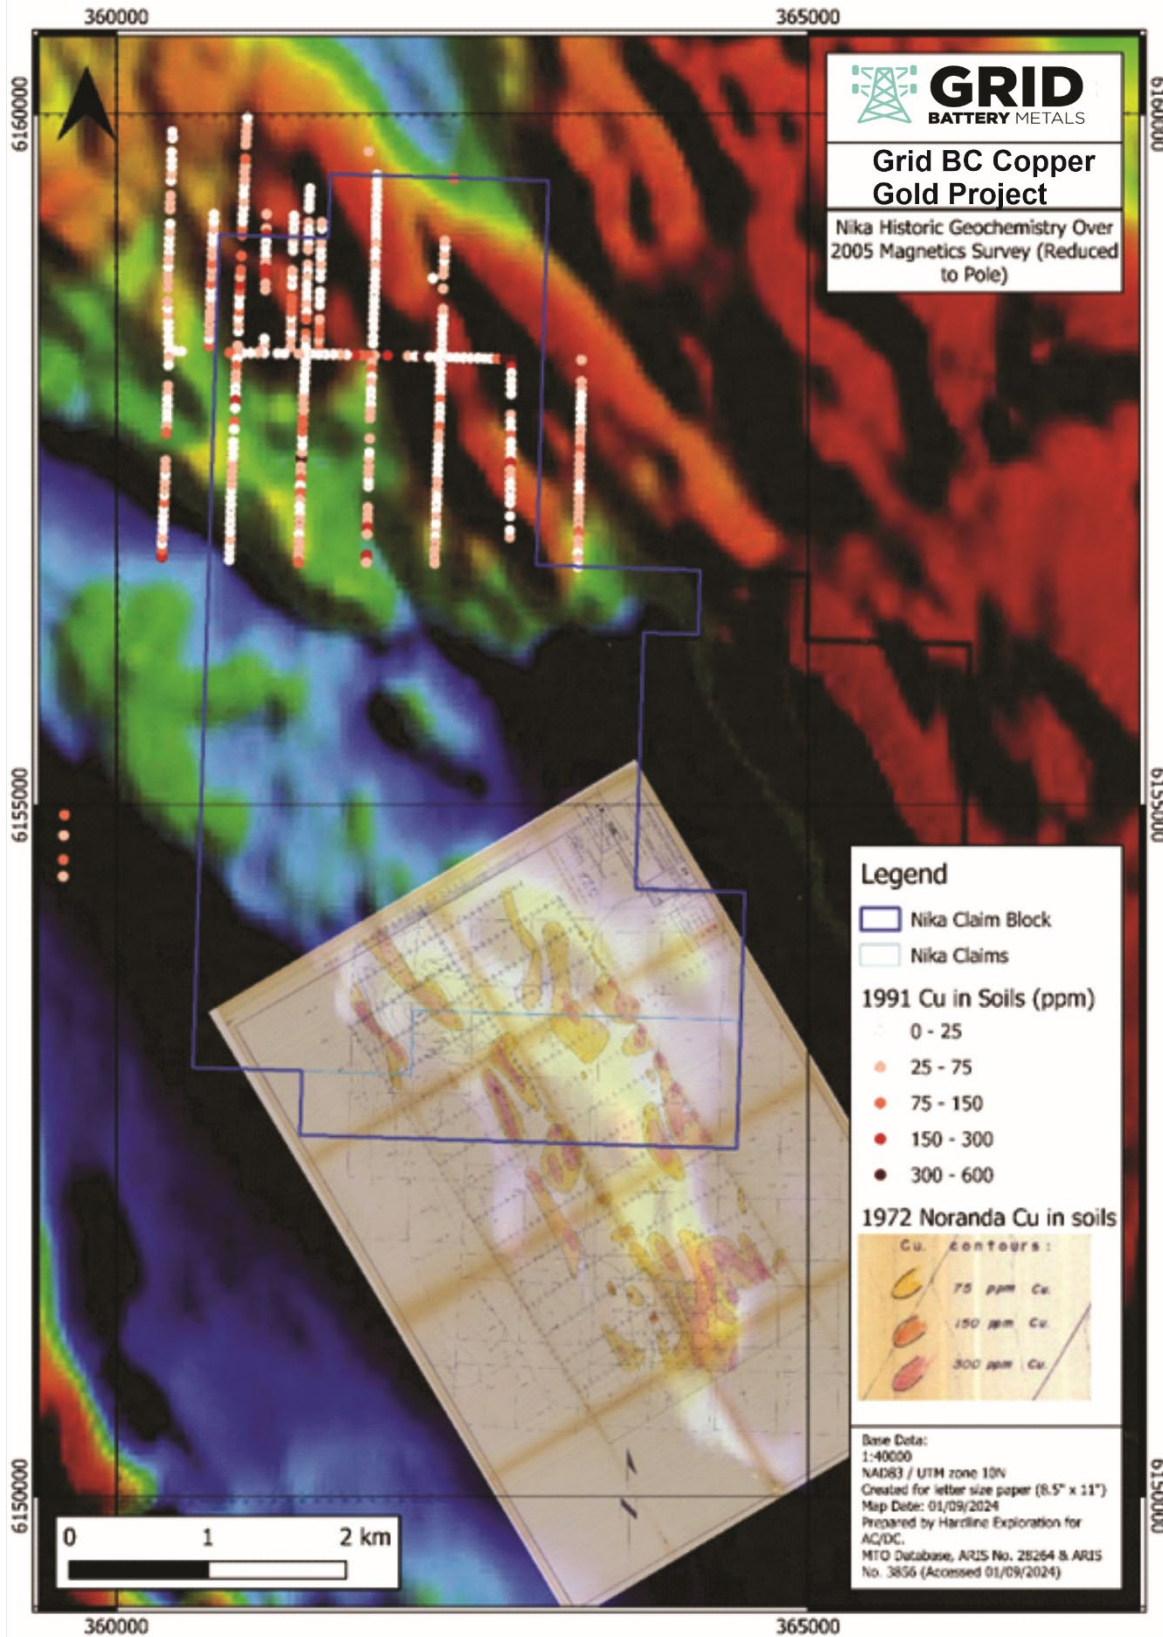 360000
365000
6160000
6160000
GRID
BATTERY METALS
Grid BC Copper
Gold Project
Nika Historic Geochemistry Over
2005 Magnetics Survey (Reduced
to Pole)
6155000
6155000
Legend
Nika Claim Block
Nika Claims
1991 Cu in Soils (ppm)
0 - 25
25 - 75
75 - 150
150 - 300
300 - 600
1972 Noranda Cu in soils
Cu. contours:
75 ppm Cu.
150 ppm Cu.
300 ppm Cu.
Base Data:
1:40000
NAD83 / UTM zone 10N
Created for letter size paper (8.5" x 11")
Map Date: 01/09/2024
Prepared by Hardline Exploration for
AC/DC.
MTO Database, ARIS No. 28264 & ARIS
No. 3856 (Accessed 01/09/2024)
6150000
6150000
0 1 2 km
360000
365000